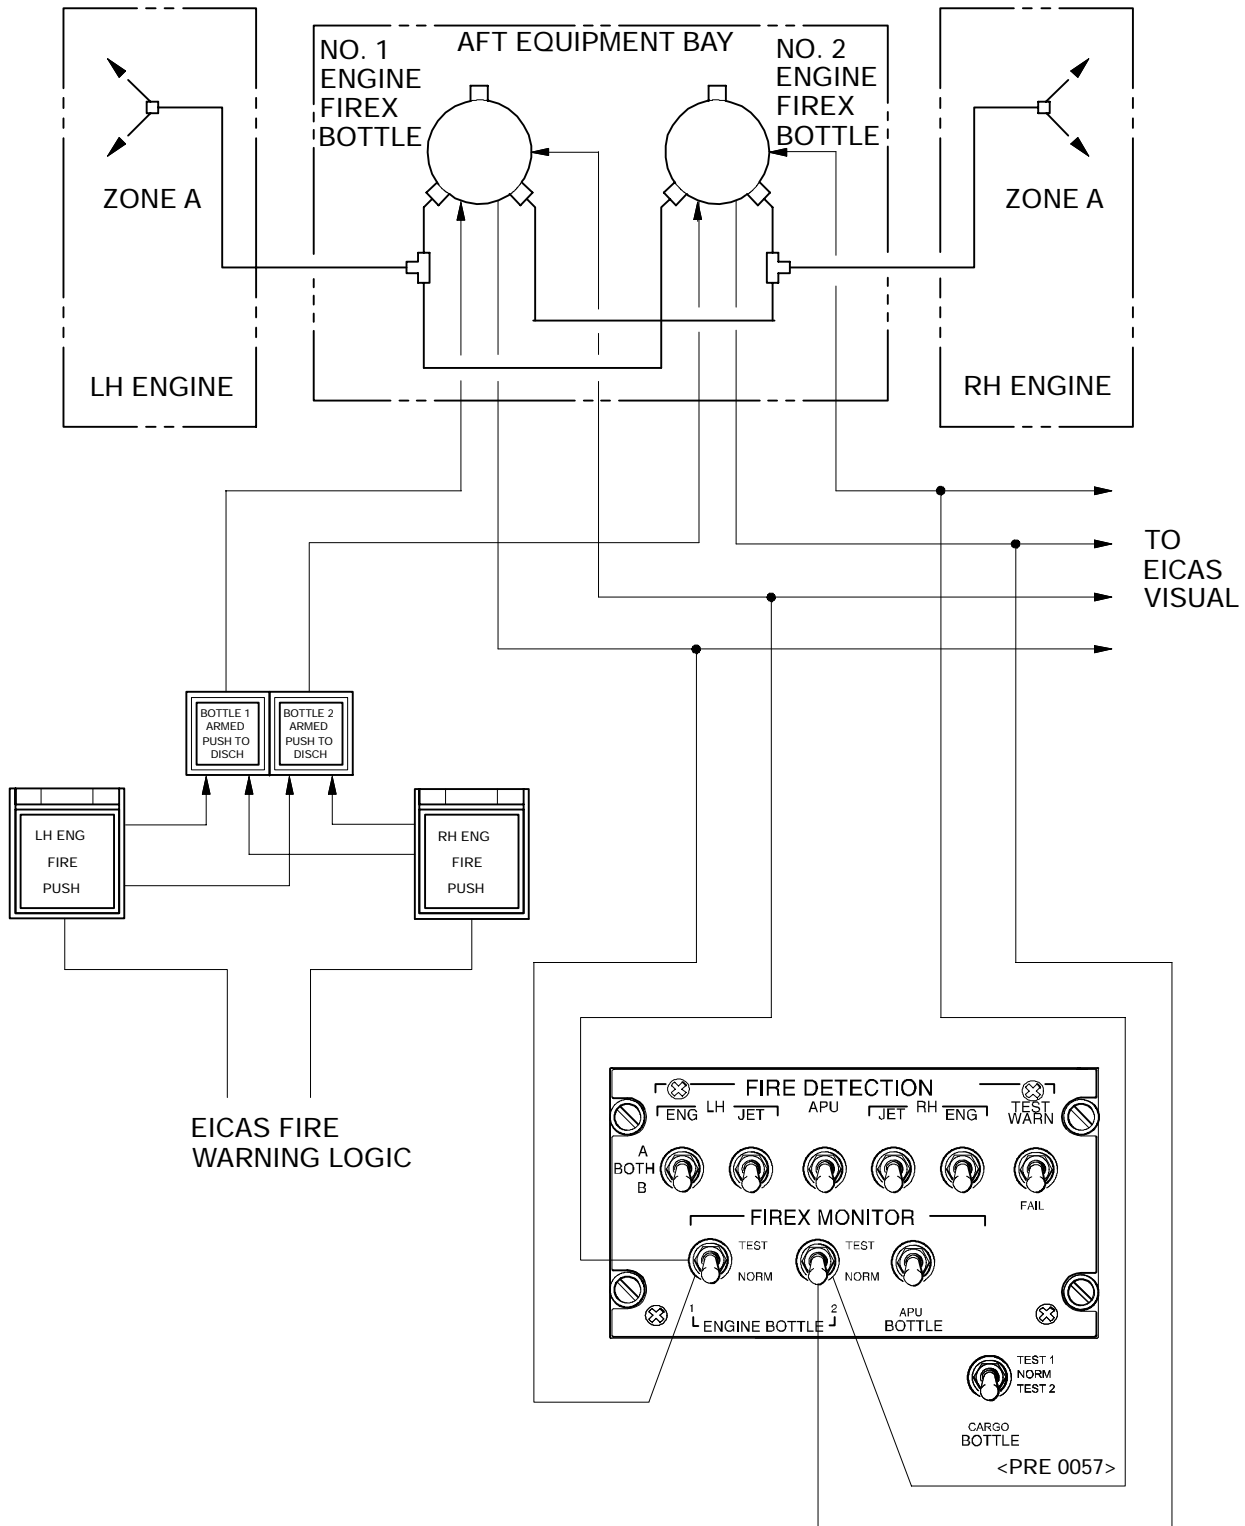 AFT EQUIPMENT BAY
NO. 1
ENGINE
FIREX
BOTTLE
NO. 2
ENGINE
FIREX
BOTTLE
ZONE A
ZONE A
LH ENGINE
RH ENGINE
TO
EICAS
VISUAL
BOTTLE 1
ARMED
PUSH TO
DISCH
BOTTLE 2
ARMED
PUSH TO
DISCH
LH ENG
FIRE
PUSH
RH ENG
FIRE
PUSH
EICAS FIRE
WARNING LOGIC
FIRE DETECTION
LH
ENG
JET
APU
RH
JET
ENG
TEST
WARN
A
BOTH
B
FAIL
FIREX MONITOR
TEST
NORM
TEST
NORM
1
2
ENGINE BOTTLE
APU
BOTTLE
TEST 1
NORM
TEST 2
CARGO
BOTTLE
<PRE 0057>